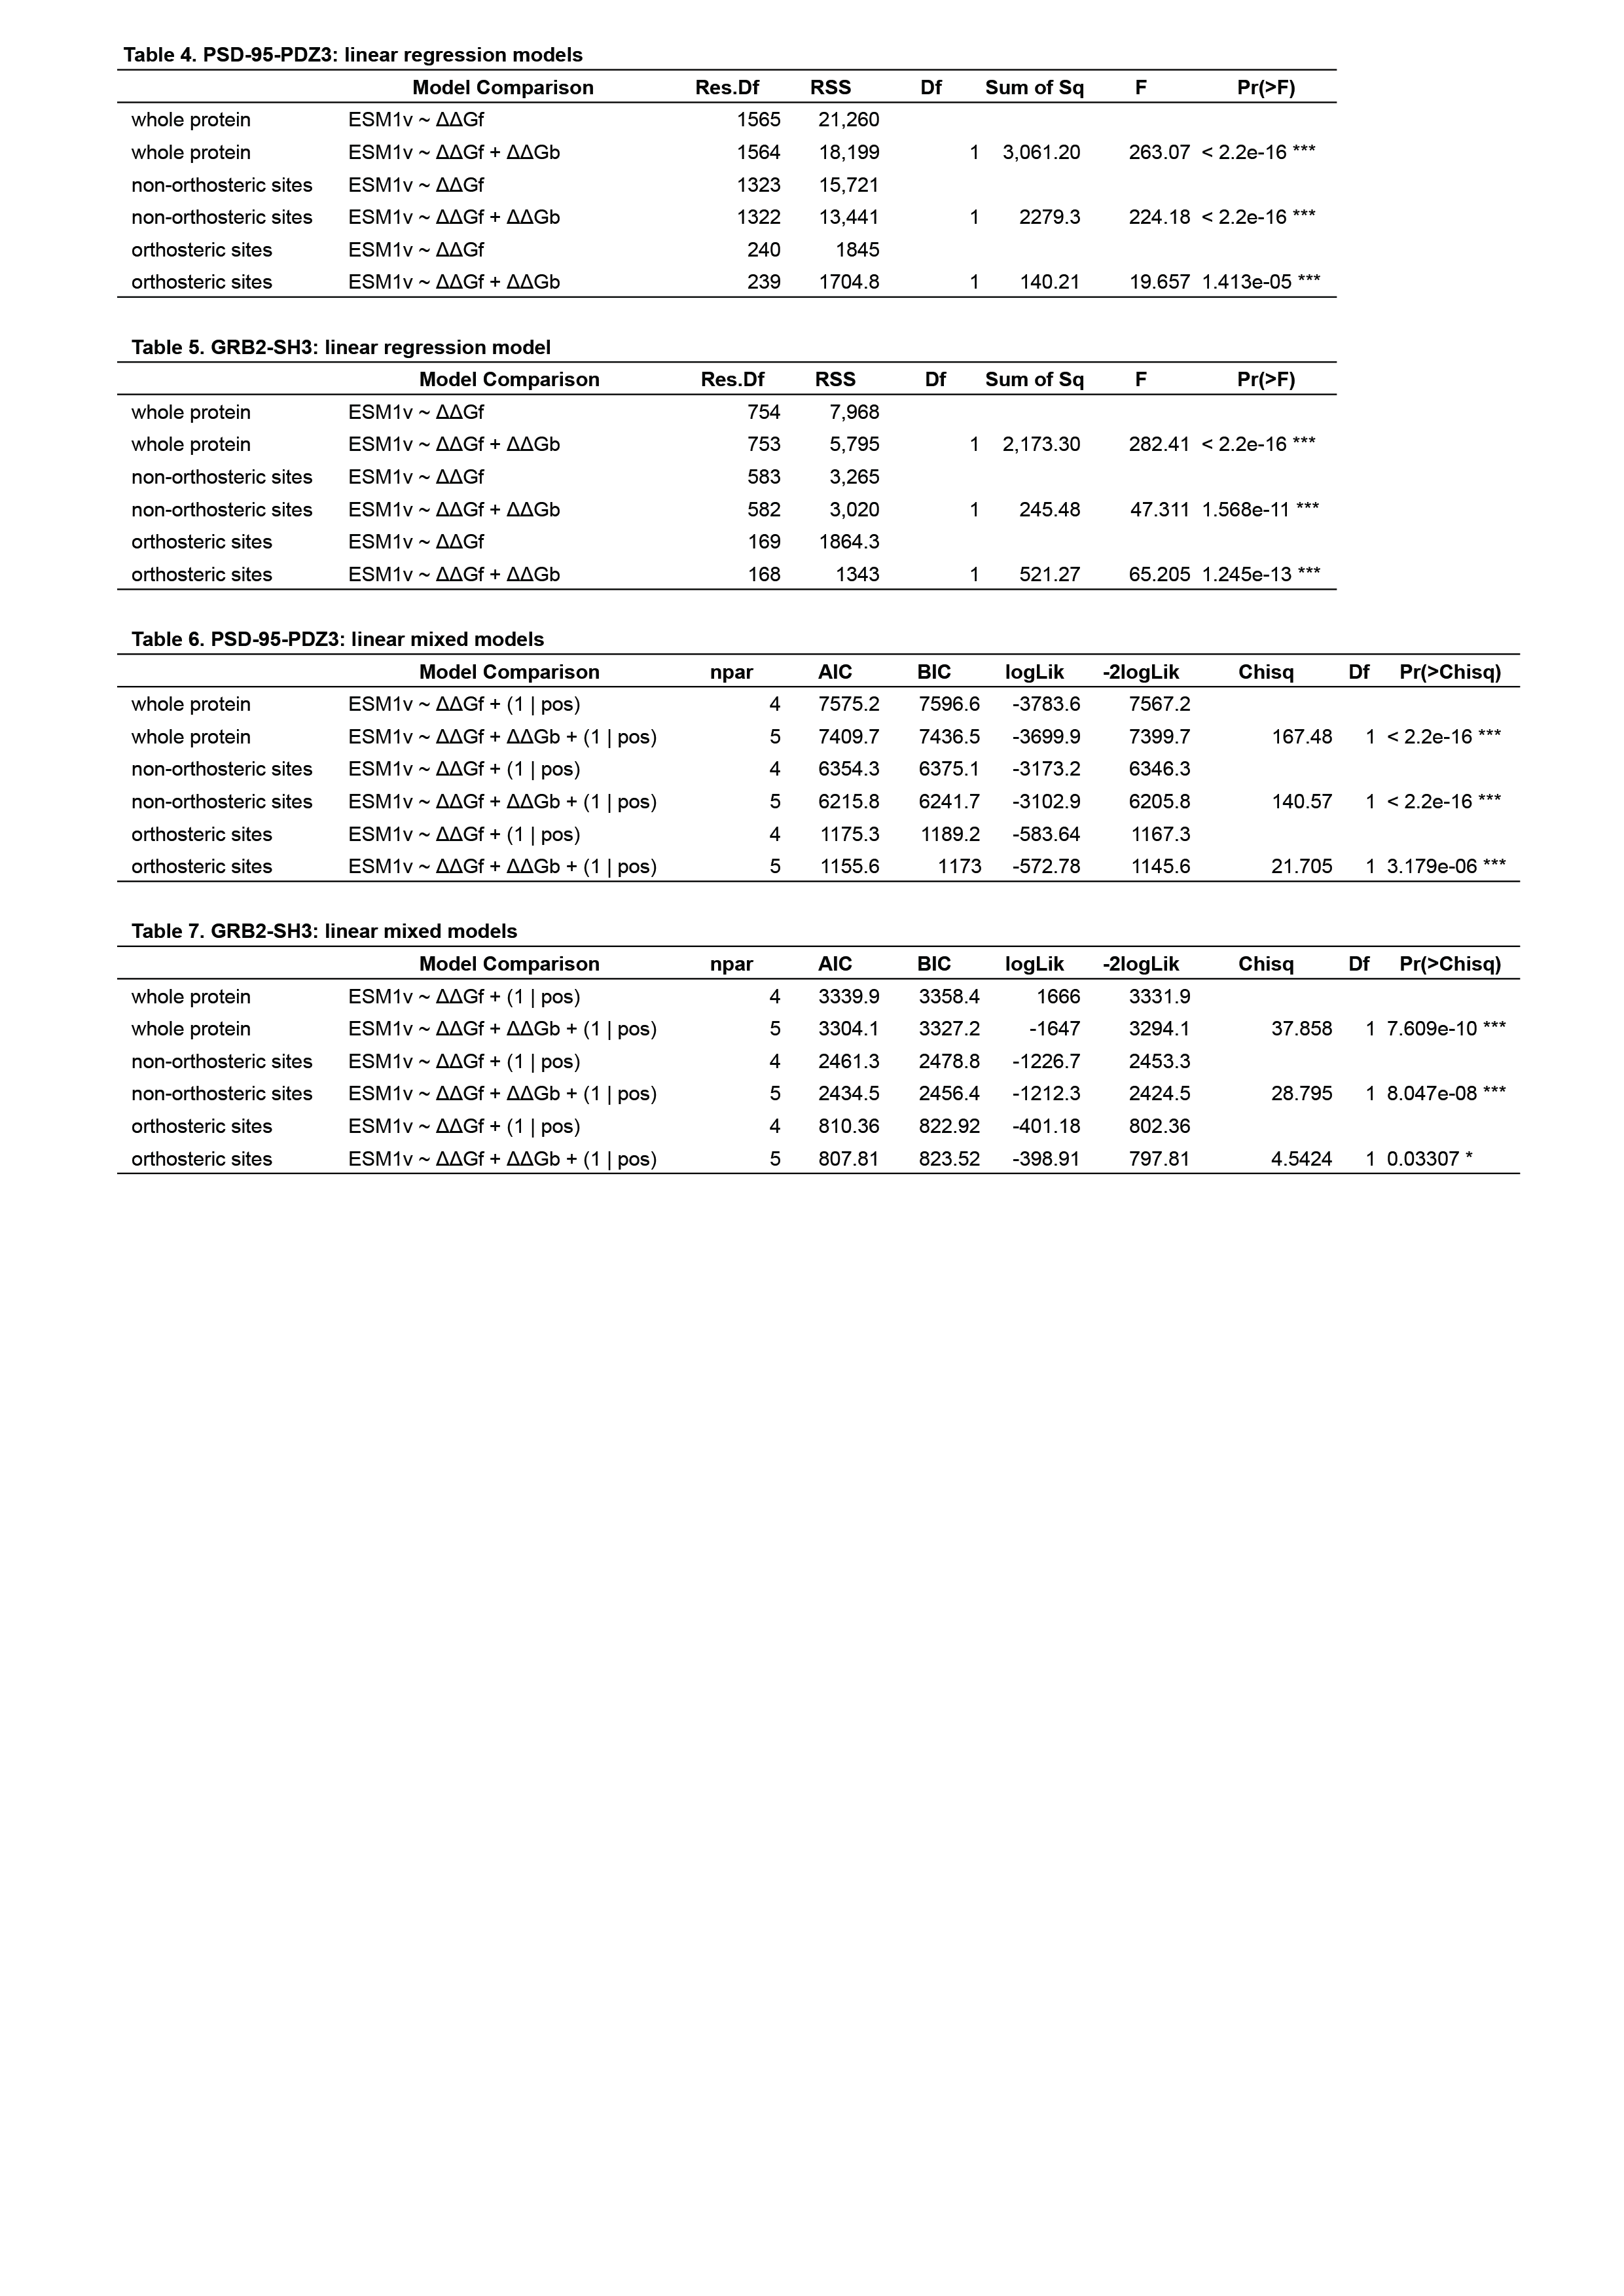 Table 4. PSD-95-PDZ3: linear regression models
Model Comparison Res.Df RSS Df Sum of Sq F Pr(>F)
whole protein ESM1v ~ ΔΔGf 1565 21,260
whole protein ESM1v ~ ΔΔGf + ΔΔGb 1564 18,199 1 3,061.20 263.07 < 2.2e-16 ***
non-orthosteric sites ESM1v ~ ΔΔGf 1323 15,721
non-orthosteric sites ESM1v ~ ΔΔGf + ΔΔGb 1322 13,441 1 2279.3 224.18 < 2.2e-16 ***
orthosteric sites ESM1v ~ ΔΔGf 240 1845
orthosteric sites ESM1v ~ ΔΔGf + ΔΔGb 239 1704.8 1 140.21 19.657 1.413e-05 ***
Table 5. GRB2-SH3: linear regression model
Model Comparison Res.Df RSS Df Sum of Sq F Pr(>F)
whole protein ESM1v ~ ΔΔGf 754 7,968
whole protein ESM1v ~ ΔΔGf + ΔΔGb 753 5,795 1 2,173.30 282.41 < 2.2e-16 ***
non-orthosteric sites ESM1v ~ ΔΔGf 583 3,265
non-orthosteric sites ESM1v ~ ΔΔGf + ΔΔGb 582 3,020 1 245.48 47.311 1.568e-11 ***
orthosteric sites ESM1v ~ ΔΔGf 169 1864.3
orthosteric sites ESM1v ~ ΔΔGf + ΔΔGb 168 1343 1 521.27 65.205 1.245e-13 ***
Table 6. PSD-95-PDZ3: linear mixed models
Model Comparison npar AIC BIC logLik -2logLik Chisq Df Pr(>Chisq)
whole protein ESM1v ~ ΔΔGf + (1 | pos) 4 7575.2 7596.6 -3783.6 7567.2
whole protein ESM1v ~ ΔΔGf + ΔΔGb + (1 | pos) 5 7409.7 7436.5 -3699.9 7399.7 167.48 1 < 2.2e-16 ***
non-orthosteric sites ESM1v ~ ΔΔGf + (1 | pos) 4 6354.3 6375.1 -3173.2 6346.3
non-orthosteric sites ESM1v ~ ΔΔGf + ΔΔGb + (1 | pos) 5 6215.8 6241.7 -3102.9 6205.8 140.57 1 < 2.2e-16 ***
orthosteric sites ESM1v ~ ΔΔGf + (1 | pos) 4 1175.3 1189.2 -583.64 1167.3
orthosteric sites ESM1v ~ ΔΔGf + ΔΔGb + (1 | pos) 5 1155.6 1173 -572.78 1145.6 21.705 1 3.179e-06 ***
Table 7. GRB2-SH3: linear mixed models
Model Comparison npar AIC BIC logLik -2logLik Chisq Df Pr(>Chisq)
whole protein ESM1v ~ ΔΔGf + (1 | pos) 4 3339.9 3358.4 1666 3331.9
whole protein ESM1v ~ ΔΔGf + ΔΔGb + (1 | pos) 5 3304.1 3327.2 -1647 3294.1 37.858 1 7.609e-10 ***
non-orthosteric sites ESM1v ~ ΔΔGf + (1 | pos) 4 2461.3 2478.8 -1226.7 2453.3
non-orthosteric sites ESM1v ~ ΔΔGf + ΔΔGb + (1 | pos) 5 2434.5 2456.4 -1212.3 2424.5 28.795 1 8.047e-08 ***
orthosteric sites ESM1v ~ ΔΔGf + (1 | pos) 4 810.36 822.92 -401.18 802.36
orthosteric sites ESM1v ~ ΔΔGf + ΔΔGb + (1 | pos) 5 807.81 823.52 -398.91 797.81 4.5424 1 0.03307 *